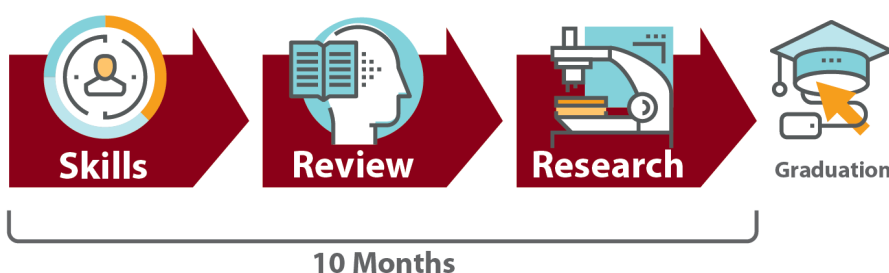 Skills
Review
Research
Graduation
10 Months